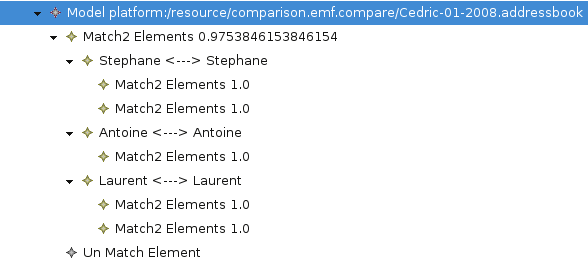 Model platform:/resource/comparison.emf.compare/Cedric-01-2008.addressbook
Match2 Elements 0.9753846153846154
Stephane <---> Stephane
Match2 Elements 1.0
Match2 Elements 1.0
Antoine <---> Antoine
Match2 Elements 1.0
Laurent <---> Laurent
Match2 Elements 1.0
Match2 Elements 1.0
Un Match Element